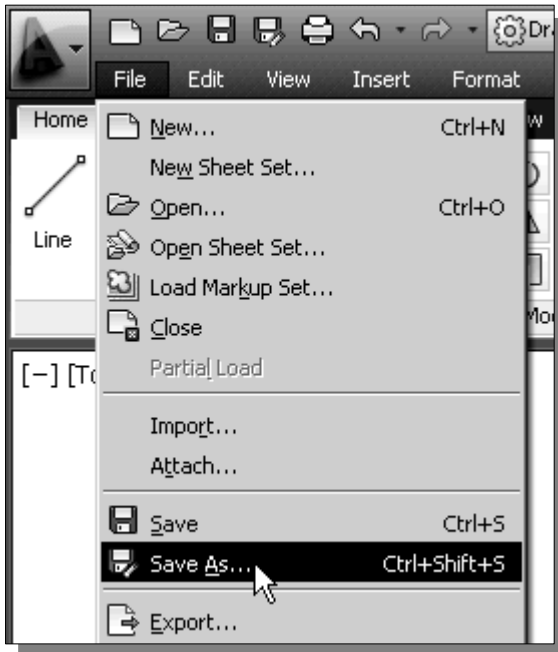 Dr
File Edit View Insert Format
Home
New... Ctrl+N
New Sheet Set...
Open... Ctrl+O
Line
Open Sheet Set...
Load Markup Set...
Close
[−] [To
Partial Load
Import...
Attach...
Save Ctrl+S
Save As... Ctrl+Shift+S
Export...